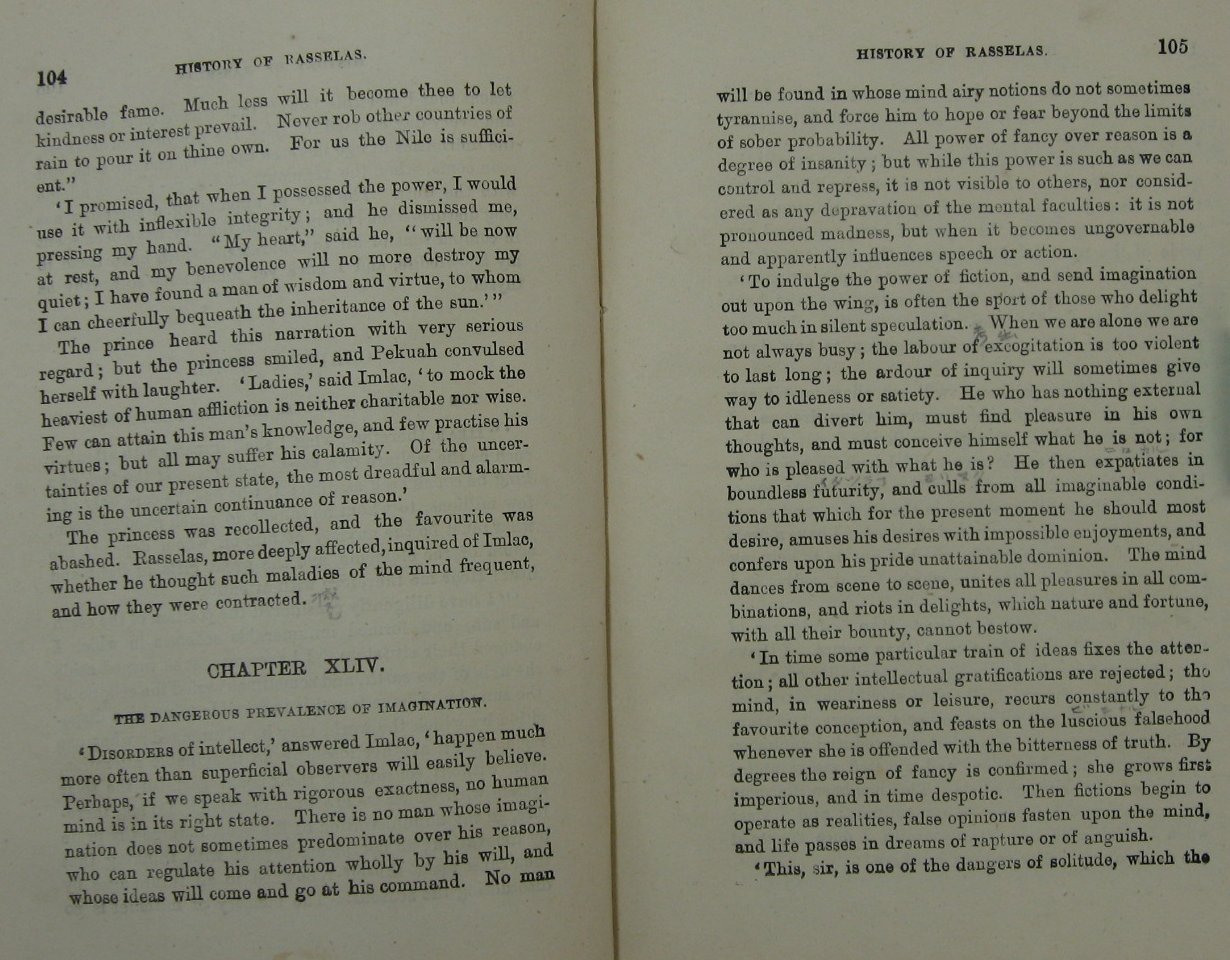 104
HISTORY OF RASSELAS.
desirable fame. Much less will it become thee to let
kindness or interest prevail. Never rob other countries of
rain to pour it on thine own. For us the Nile is suffici-
ent."
'I promised, that when I possessed the power, I would
use it with inflexible integrity; and he dismissed me,
pressing my hand. "My heart," said he, "will be now
at rest, and my benevolence will no more destroy my
quiet; I have found a man of wisdom and virtue, to whom
I can cheerfully bequeath the inheritance of the sun.'"
The prince heard this narration with very serious
regard; but the princess smiled, and Pekuah convulsed
herself with laughter. 'Ladies,' said Imlac, 'to mock the
heaviest of human affliction is neither charitable nor wise.
Few can attain this man's knowledge, and few practise his
virtues; but all may suffer his calamity. Of the uncer-
tainties of our present state, the most dreadful and alarm-
ing is the uncertain continuance of reason.'
The princess was recollected, and the favourite was
abashed. Rasselas, more deeply affected, inquired of Imlac,
whether he thought such maladies of the mind frequent,
and how they were contracted.
CHAPTER XLIV.
THE DANGEROUS PREVALENCE OF IMAGINATION.
'DISORDERS of intellect,' answered Imlac, 'happen much
more often than superficial observers will easily believe.
Perhaps, if we speak with rigorous exactness, no human
mind is in its right state. There is no man whose imagi-
nation does not sometimes predominate over his reason,
who can regulate his attention wholly by his will, and
whose ideas will come and go at his command. No man
HISTORY OF RASSELAS.
105
will be found in whose mind airy notions do not sometimes
tyrannise, and force him to hope or fear beyond the limits
of sober probability. All power of fancy over reason is a
degree of insanity; but while this power is such as we can
control and repress, it is not visible to others, nor consid-
ered as any depravation of the mental faculties: it is not
pronounced madness, but when it becomes ungovernable
and apparently influences speech or action.
'To indulge the power of fiction, and send imagination
out upon the wing, is often the sport of those who delight
too much in silent speculation. When we are alone we are
not always busy; the labour of excogitation is too violent
to last long; the ardour of inquiry will sometimes give
way to idleness or satiety. He who has nothing external
that can divert him, must find pleasure in his own
thoughts, and must conceive himself what he is not; for
who is pleased with what he is? He then expatiates in
boundless futurity, and culls from all imaginable condi-
tions that which for the present moment he should most
desire, amuses his desires with impossible enjoyments, and
confers upon his pride unattainable dominion. The mind
dances from scene to scene, unites all pleasures in all com-
binations, and riots in delights, which nature and fortune,
with all their bounty, cannot bestow.
'In time some particular train of ideas fixes the atten-
tion; all other intellectual gratifications are rejected; the
mind, in weariness or leisure, recurs constantly to the
favourite conception, and feasts on the luscious falsehood
whenever she is offended with the bitterness of truth. By
degrees the reign of fancy is confirmed; she grows first
imperious, and in time despotic. Then fictions begin to
operate as realities, false opinions fasten upon the mind,
and life passes in dreams of rapture or of anguish.
'This, sir, is one of the dangers of solitude, which the